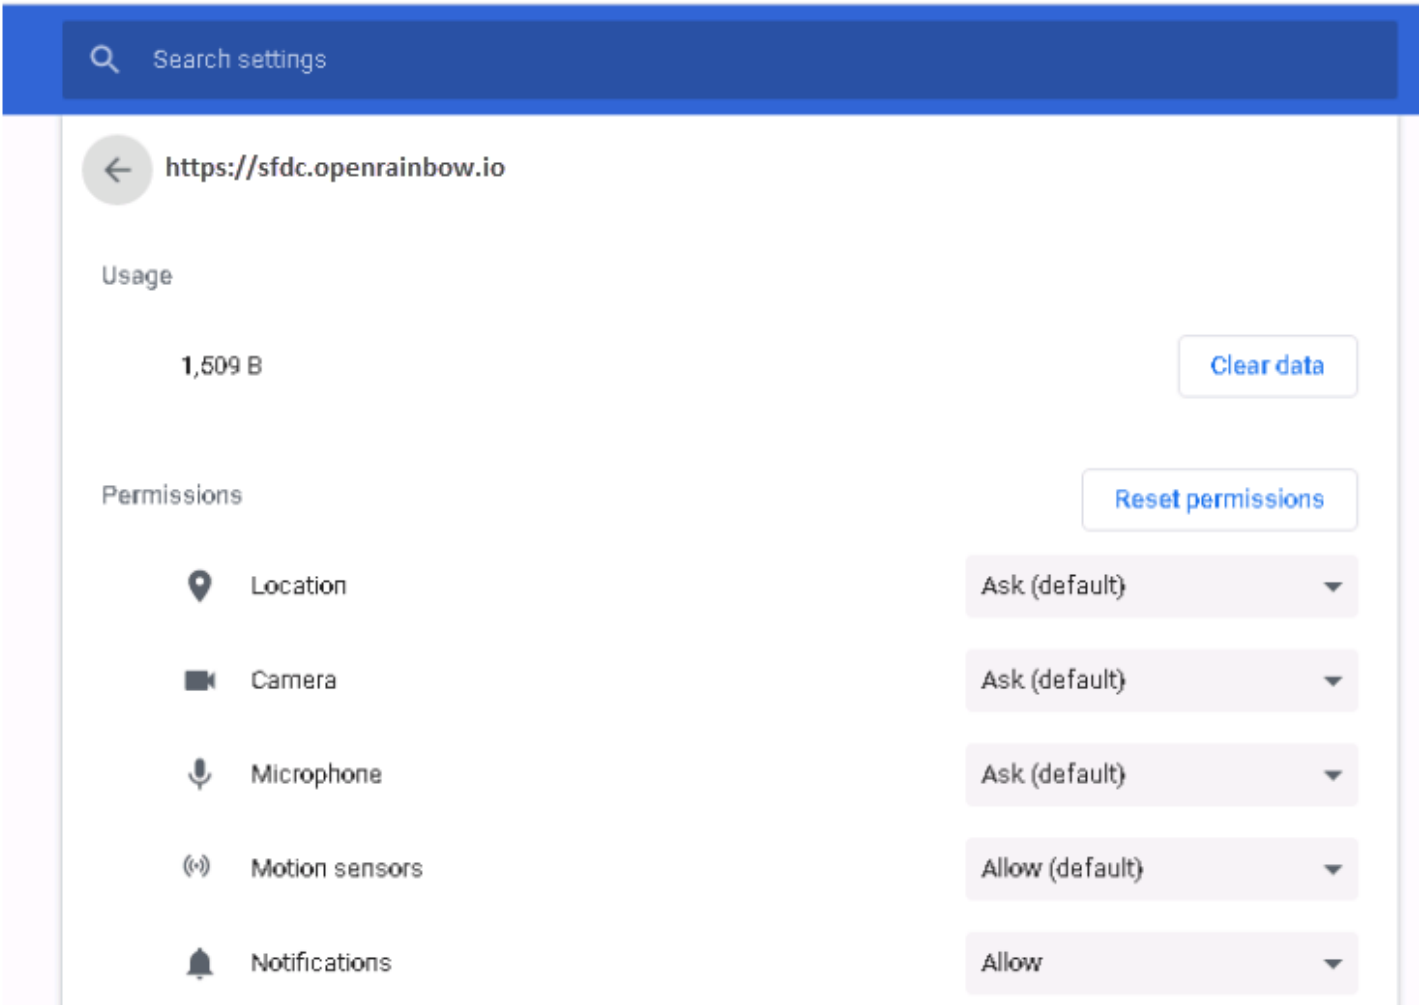 Search settings
https://sfdc.openrainbow.io
Usage
1,509 B
Clear data
Permissions
Reset permissions
Location
Ask (default)
Camera
Ask (default)
Microphone
Ask (default)
Motion sensors
Allow (default)
Notifications
Allow